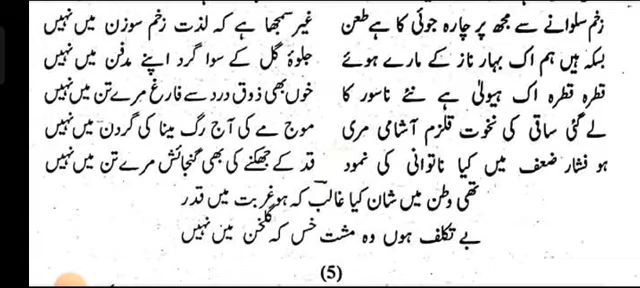 زخم سلوانے سے مجھ پر چارہ جوئی کا ہے طعن غیر سمجھا ہے کہ لذت زخم سوزن میں نہیں
بسکہ ہیں ہم اک بہار ناز کے مارے ہوئے جلوۂ گل کے سوا گرد اپنے مدفن میں نہیں
قطرہ قطرہ اک ہیولیٰ ہے نئے ناسور کا خوں بھی ذوق درد سے فارغ مرے تن میں نہیں
لے گئی ساقی کی نخوت قلزم آشامی مری موج مے کی آج رگ مینا کی گردن میں نہیں
ہو فشار ضعف میں کیا ناتوانی کی نمود قد کے جھکنے کی بھی گنجائش مرے تن میں نہیں
تھی وطن میں شان کیا غالب کہ ہو غربت میں قدر
بے تکلف ہوں وہ مشت خس کہ گلخن میں نہیں
(5)